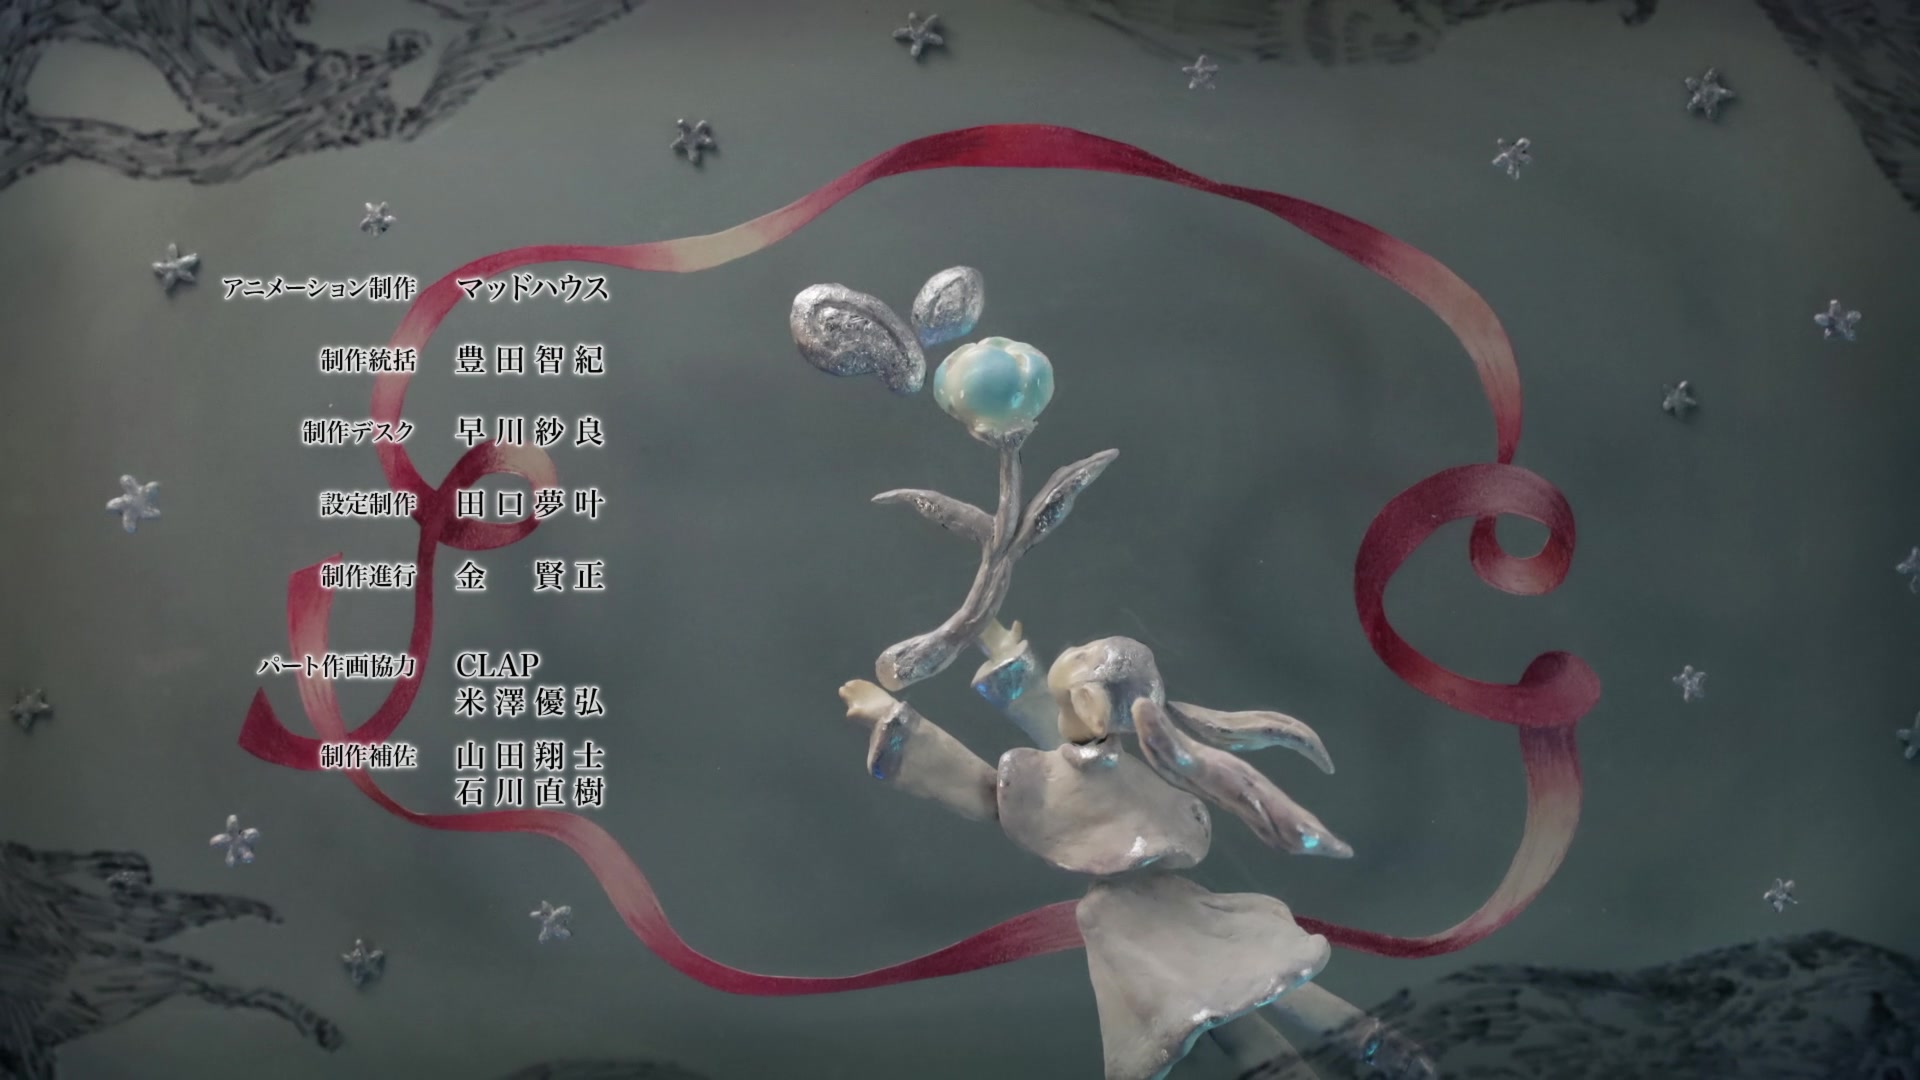 アニメーション制作 マッドハウス
制作統括 豊田智紀
制作デスク 早川紗良
設定制作 田口夢叶
制作進行 金 賢正
パート作画協力 CLAP
米澤優弘
制作補佐 山田翔士
石川直樹